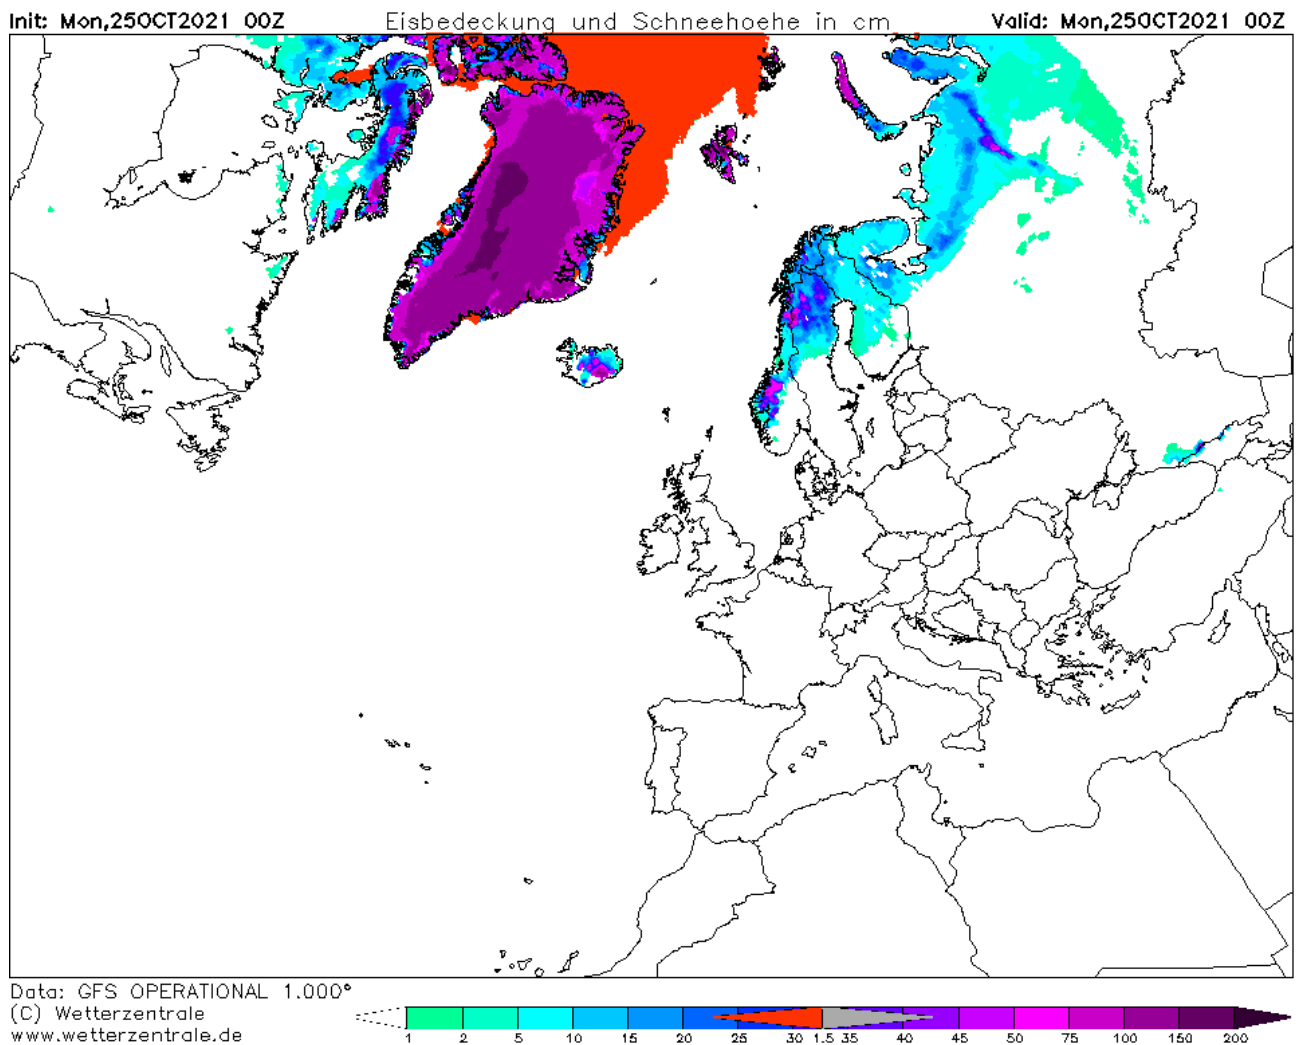 Init: Mon,25OCT2021 00Z Eisbedeckung und Schneehoehe in cm Valid: Mon,25OCT2021 00Z
Data: GFS OPERATIONAL 1.000°
(C) Wetterzentrale
www.wetterzentrale.de
1 2 5 10 15 20 25 30 1.5 35 40 45 50 75 100 150 200